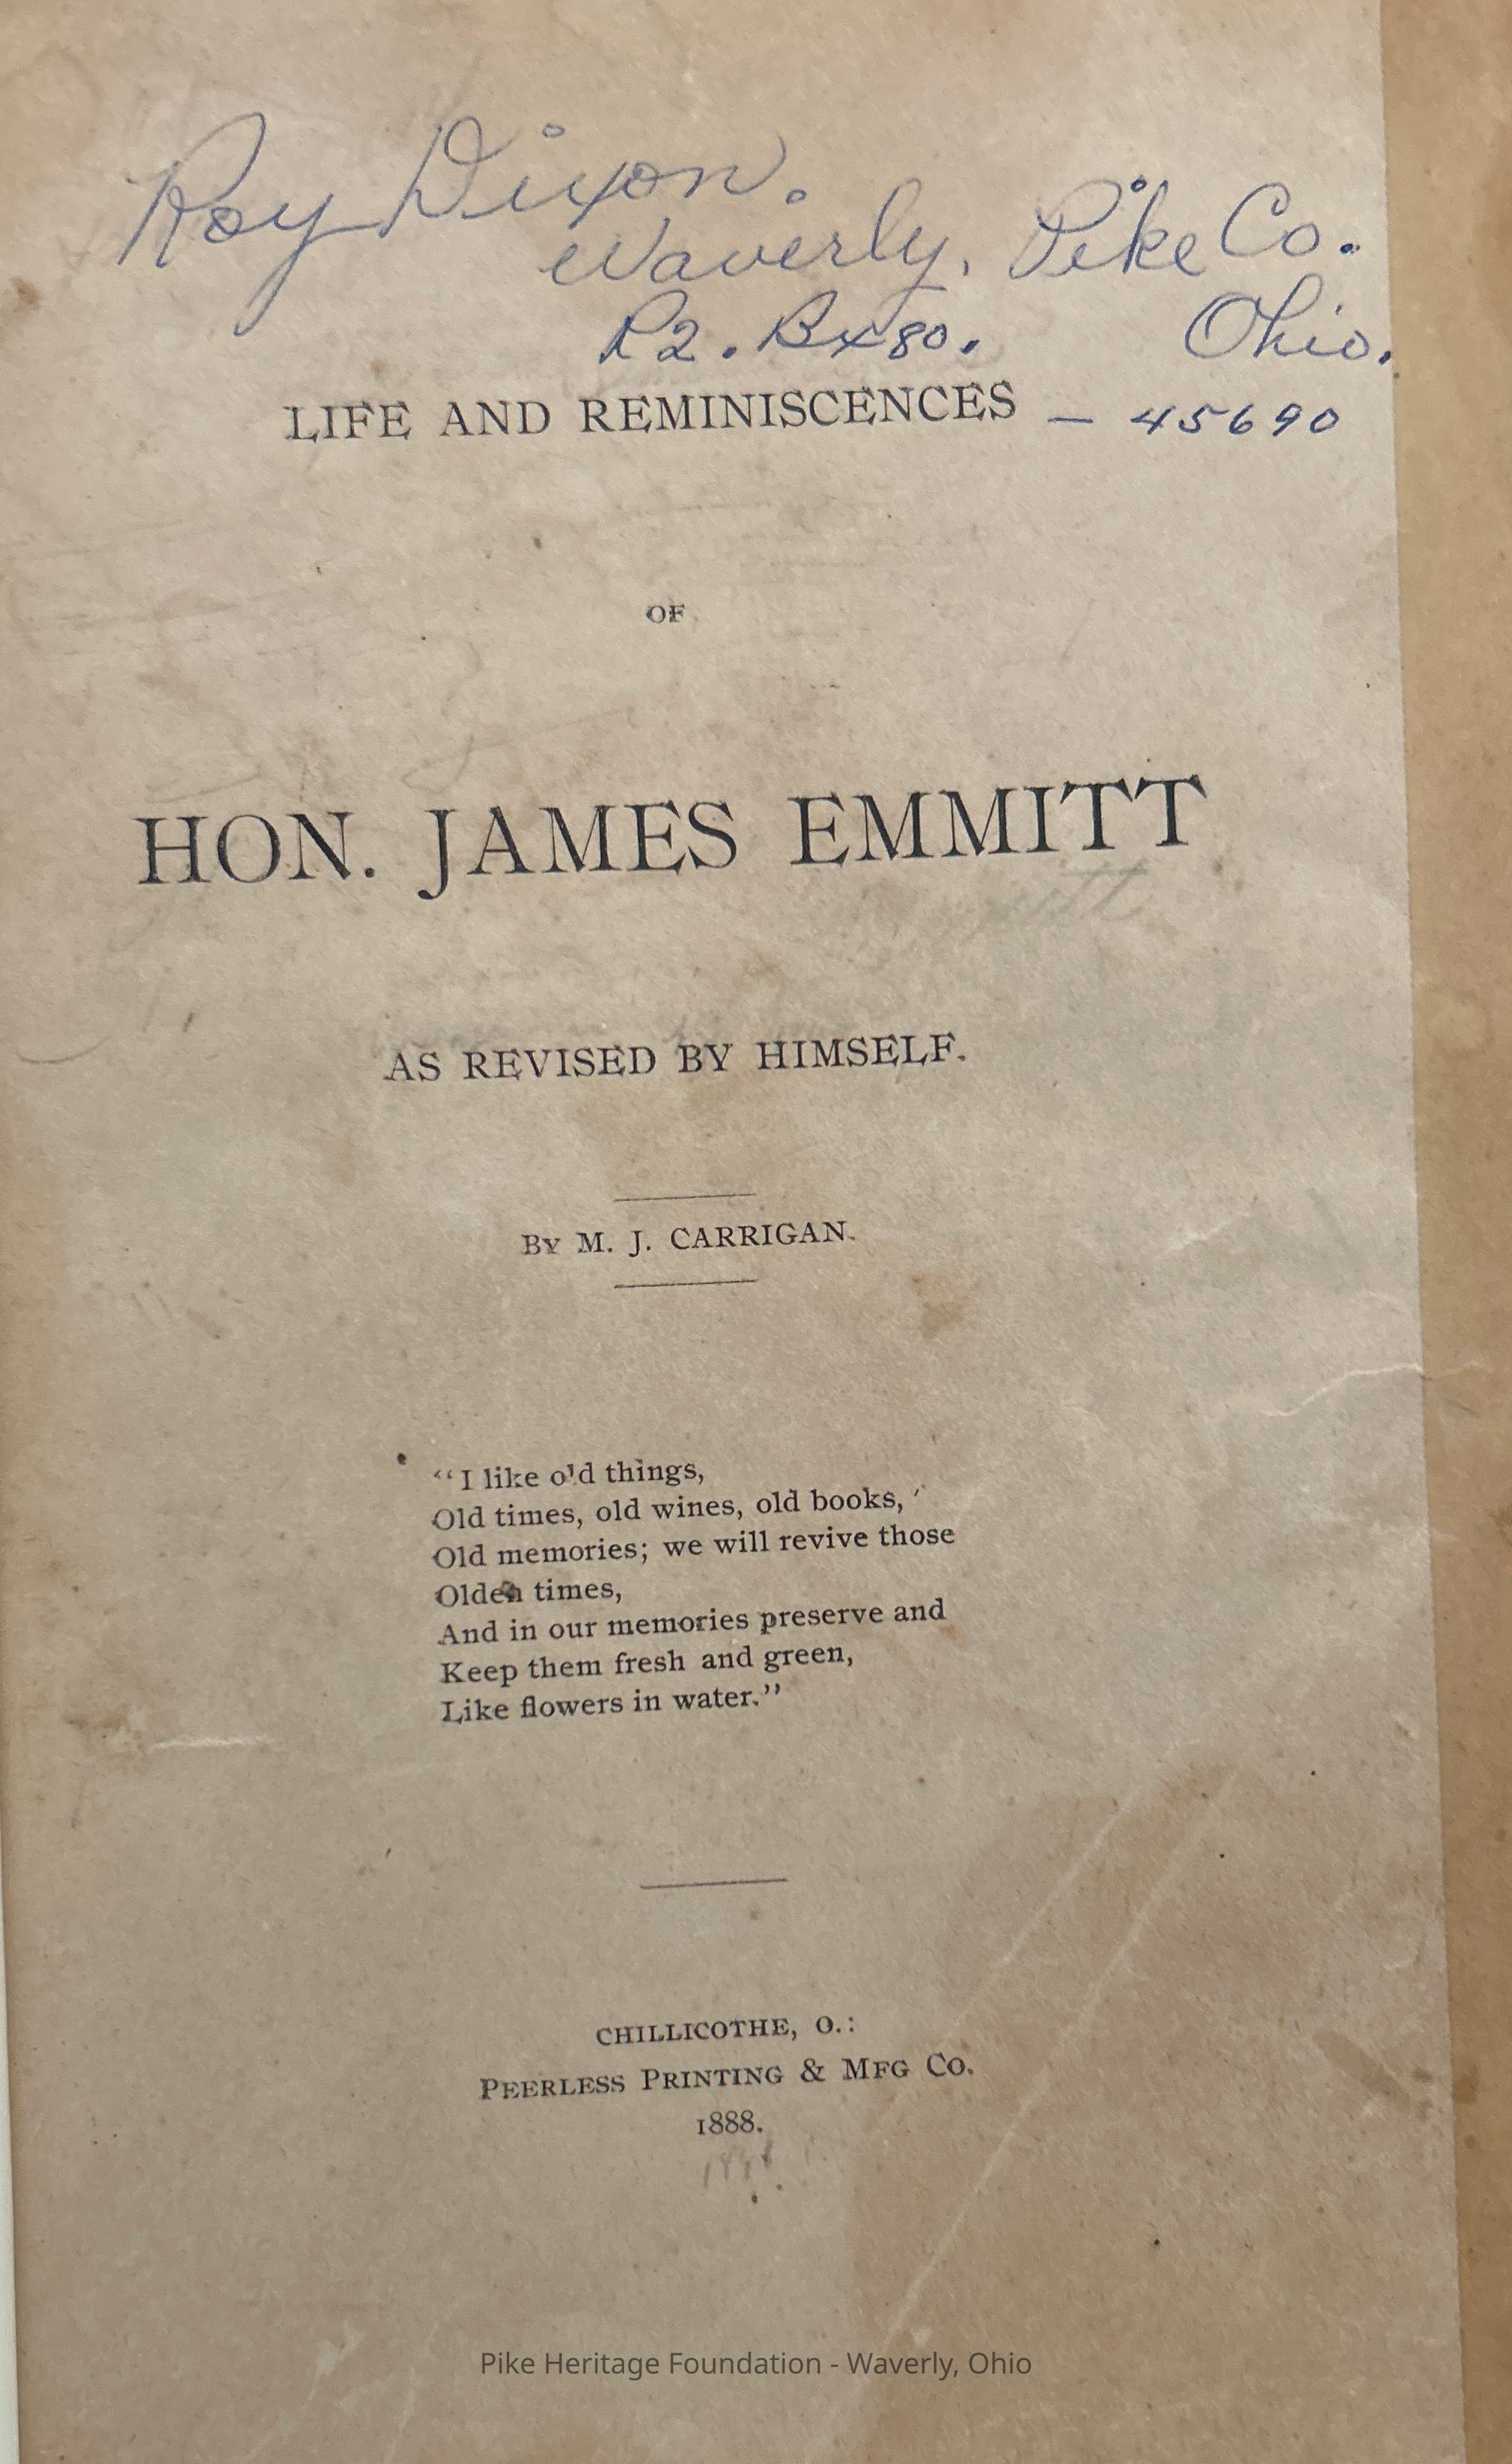 Roy Dixon.
Waverly, Pike Co.
R2. Bx 80. Ohio.
LIFE AND REMINISCENCES — 45690
OF
HON. JAMES EMMITT
AS REVISED BY HIMSELF.
BY M. J. CARRIGAN.
“I like old things,
Old times, old wines, old books,
Old memories; we will revive those
Olden times,
And in our memories preserve and
Keep them fresh and green,
Like flowers in water.”
CHILLICOTHE, O.:
PEERLESS PRINTING & MFG CO.
1888.
Pike Heritage Foundation - Waverly, Ohio